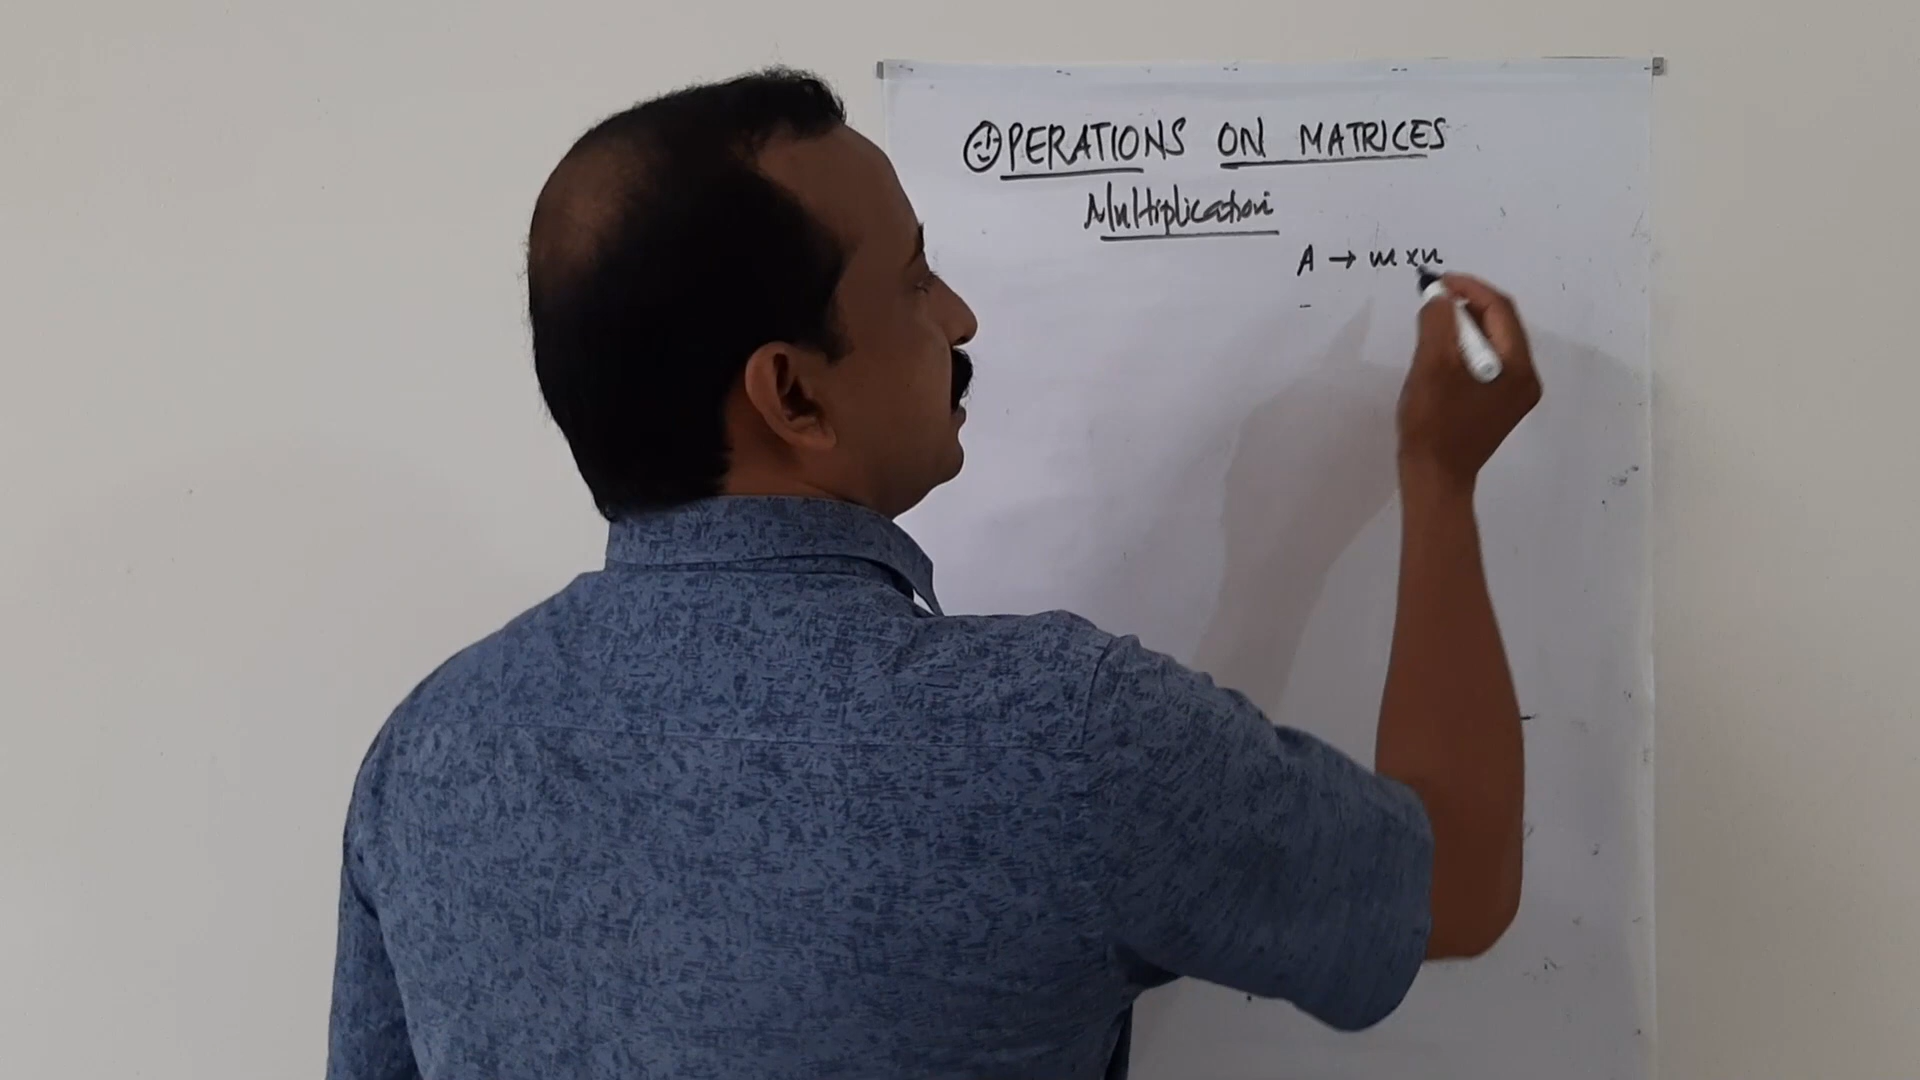 OPERATIONS ON MATRICES
Multiplication
A → m x n
-